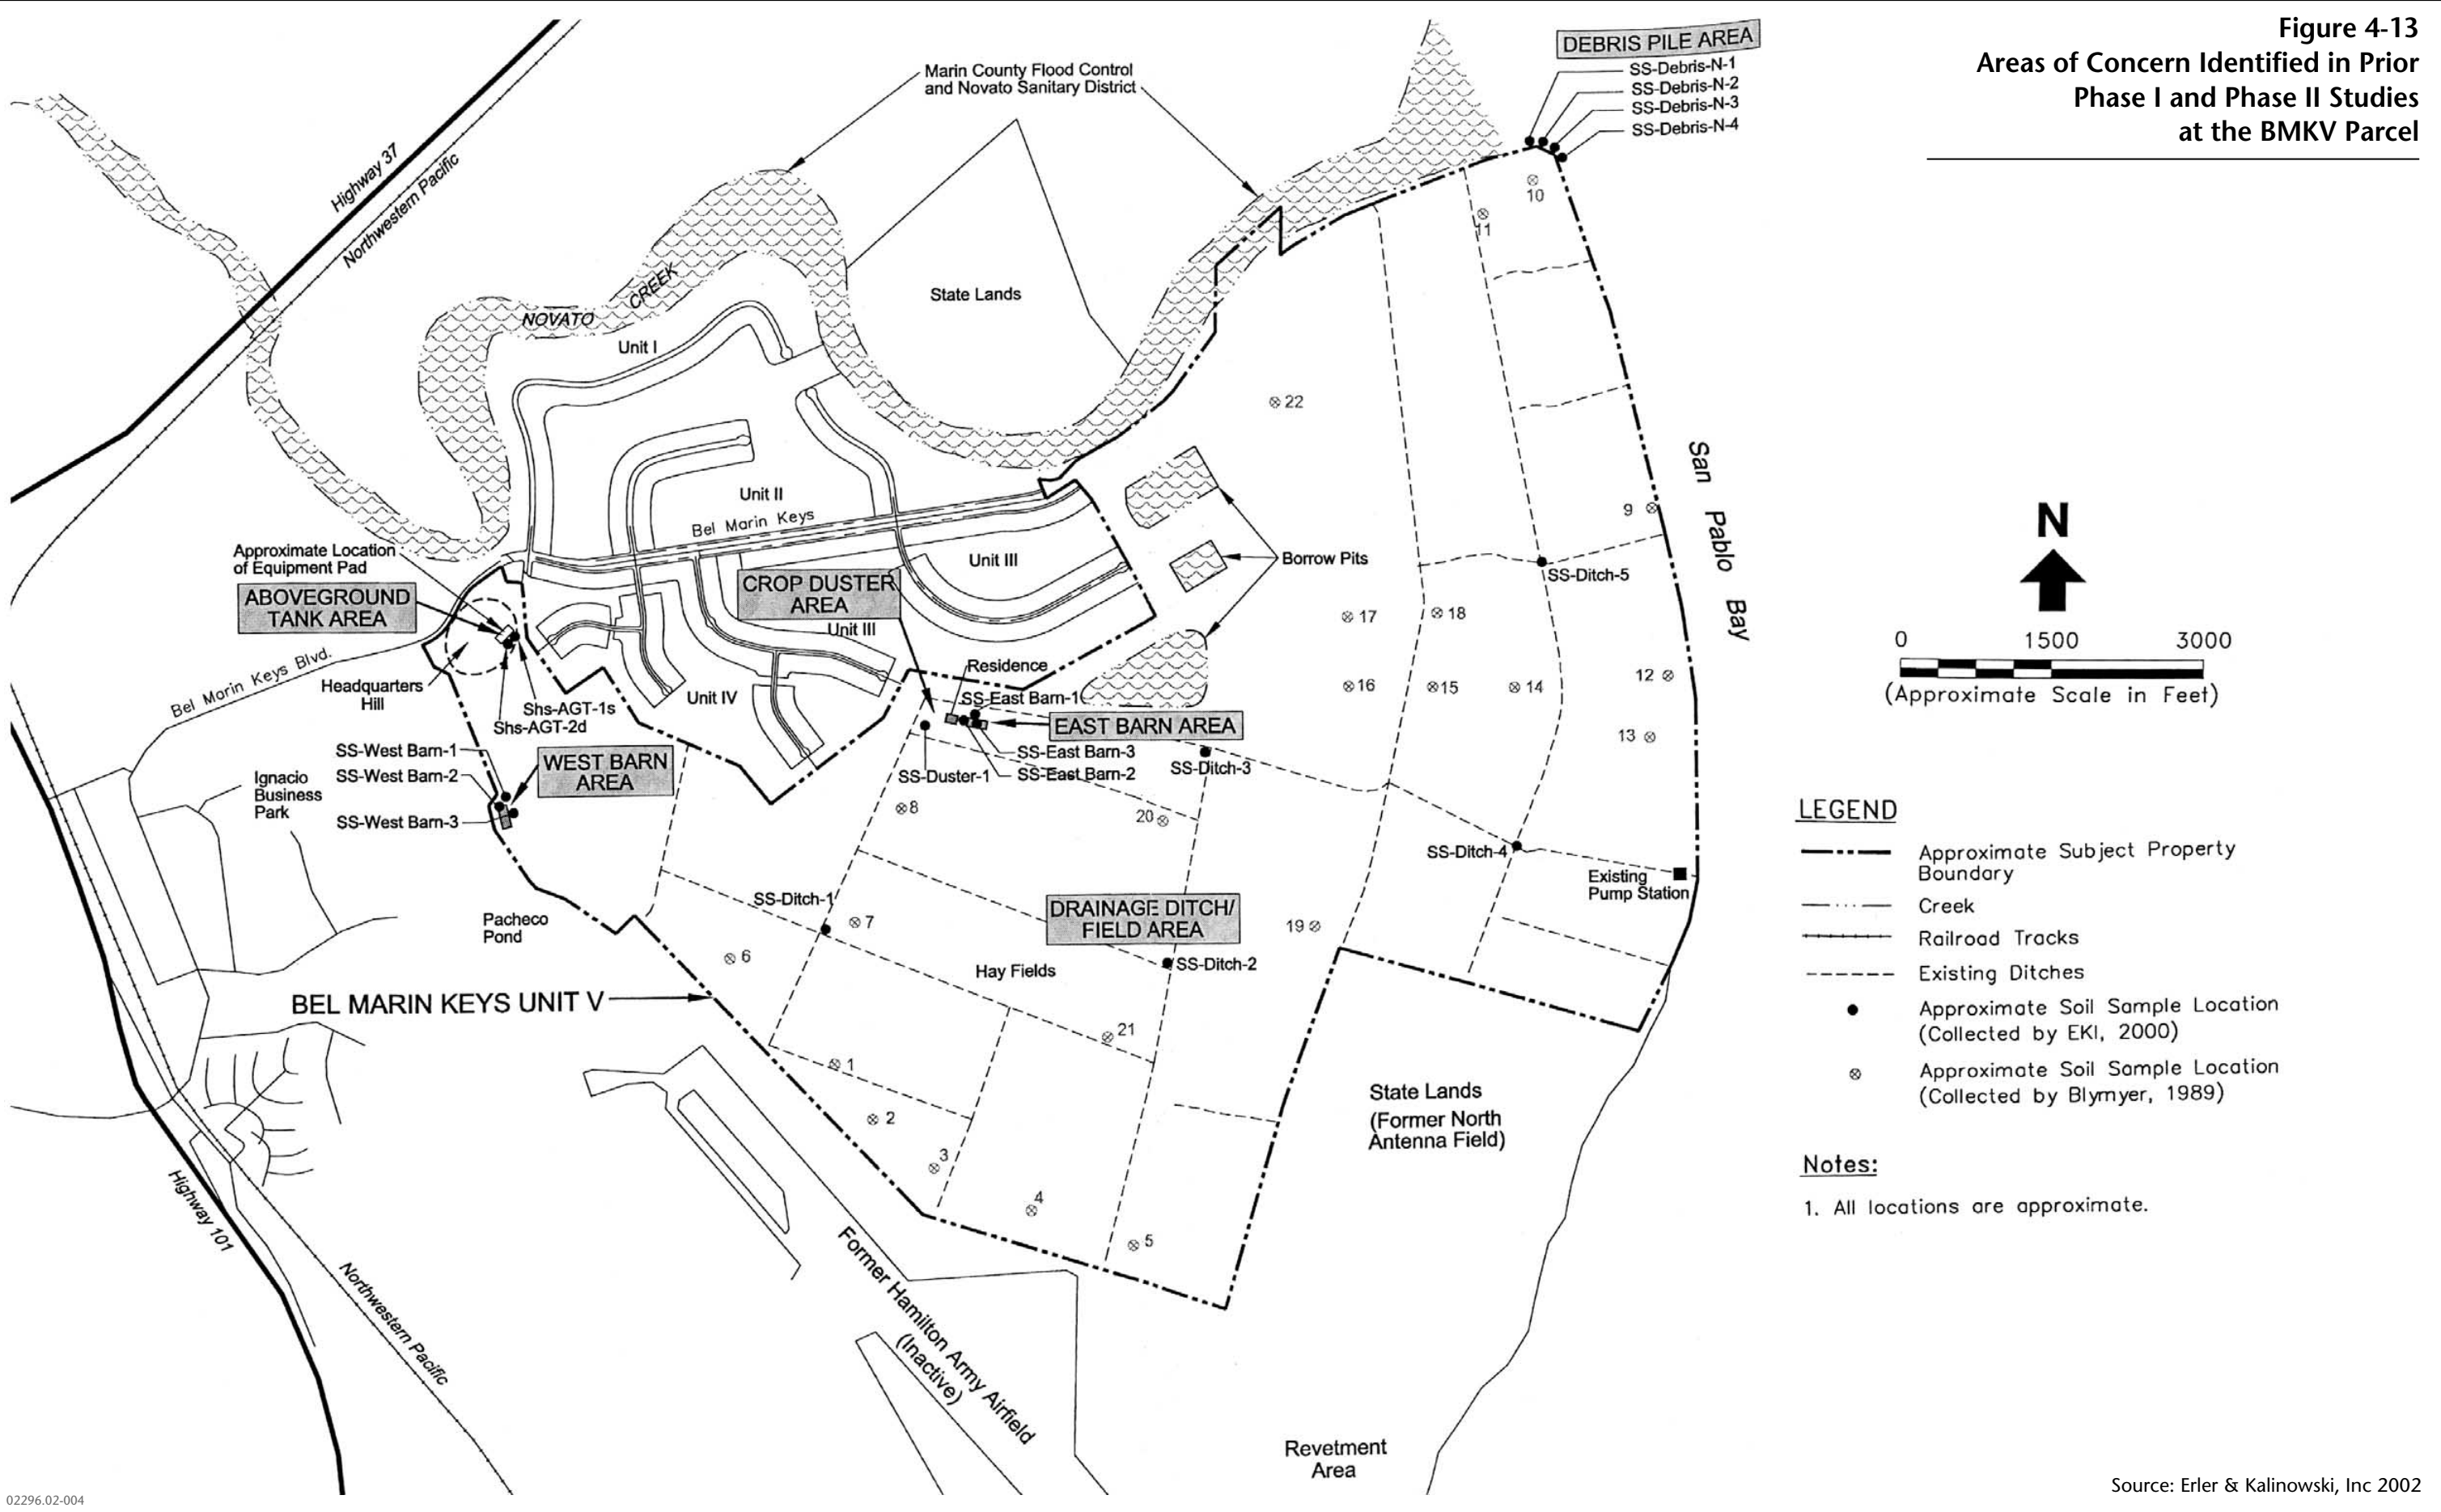 Figure 4-13
Areas of Concern Identified in Prior
Phase I and Phase II Studies
at the BMKV Parcel
DEBRIS PILE AREA
SS-Debris-N-1
SS-Debris-N-2
SS-Debris-N-3
SS-Debris-N-4
Marin County Flood Control
and Novato Sanitary District
Highway 37
Northwestern Pacific
10
11
NOVATO CREEK
State Lands
Unit I
22
San Pablo Bay
Unit II
Bel Marin Keys
9
N
Approximate Location
of Equipment Pad
Unit III
Borrow Pits
ABOVEGROUND
TANK AREA
CROP DUSTER
AREA
SS-Ditch-5
Unit III
17
18
0 1500 3000
(Approximate Scale in Feet)
Bel Marin Keys Blvd.
Headquarters
Hill
Residence
Unit IV
SS-East Barn-1
16
15
14
12
Shs-AGT-1s
Shs-AGT-2d
EAST BARN AREA
13
SS-West Barn-1
SS-West Barn-2
SS-West Barn-3
WEST BARN
AREA
SS-East Barn-3
SS-East Barn-2
SS-Duster-1
SS-Ditch-3
Ignacio
Business
Park
8
20
SS-Ditch-4
Existing
Pump Station
LEGEND
Approximate Subject Property
Boundary
Creek
Railroad Tracks
Existing Ditches
Approximate Soil Sample Location
(Collected by EKI, 2000)
Approximate Soil Sample Location
(Collected by Blymyer, 1989)
Notes:
1. All locations are approximate.
SS-Ditch-1
DRAINAGE DITCH/
FIELD AREA
Pacheco
Pond
7
19
6
Hay Fields
SS-Ditch-2
BEL MARIN KEYS UNIT V
21
1
2
3
4
5
State Lands
(Former North
Antenna Field)
Highway 101
Northwestern Pacific
Former Hamilton Army Airfield
(Inactive)
Revetment
Area
Source: Erler & Kalinowski, Inc 2002
02296.02-004